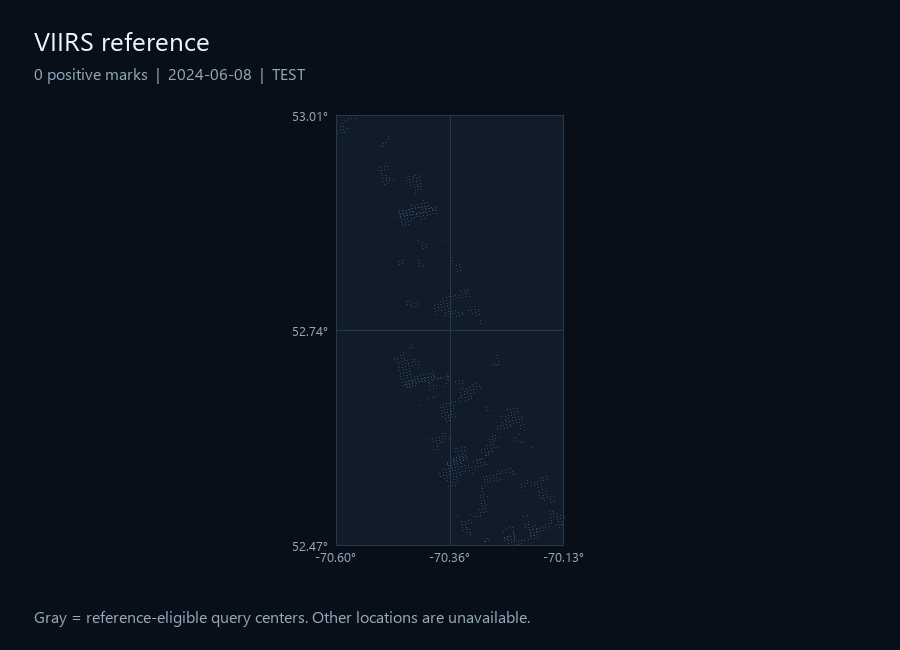 VIIRS reference
0 positive marks | 2024-06-08 | TEST
53.01°
52.74°
52.47°
-70.60°
-70.36°
-70.13°
Gray = reference-eligible query centers. Other locations are unavailable.